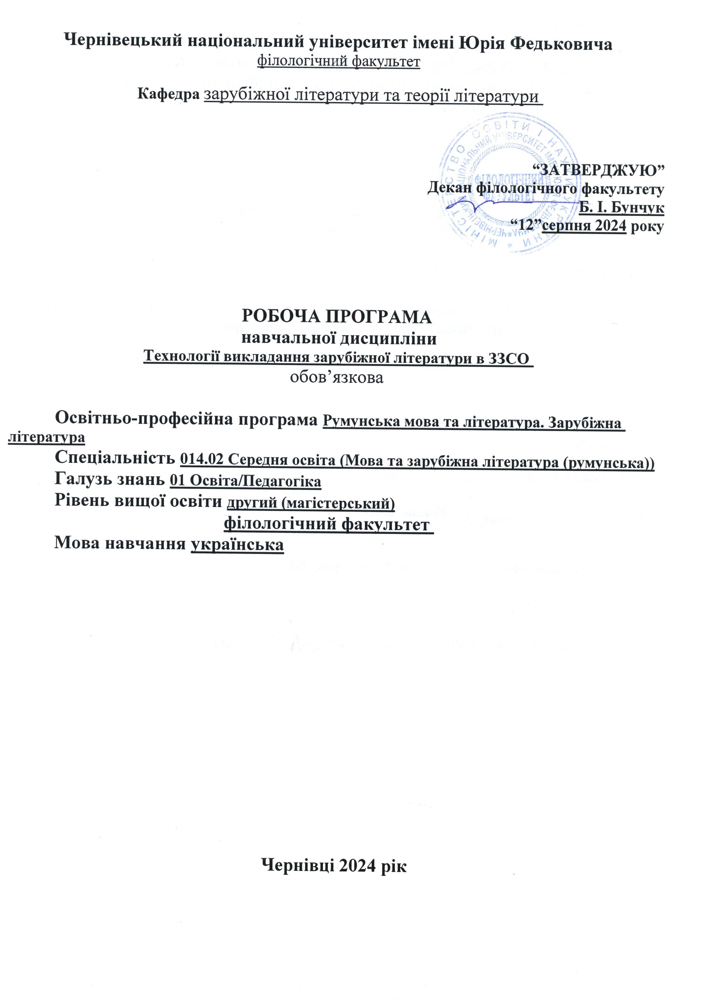 Чернівецький національний університет імені Юрія Федьковича
філологічний факультет
Кафедра зарубіжної літератури та теорії літератури
МІНІСТЕРСТВО ОСВІТИ І НАУКИ УКРАЇНИ *
ЧЕРНІВЕЦЬКИЙ НАЦІОНАЛЬНИЙ УНІВЕРСИТЕТ ІМЕНІ ЮРІЯ ФЕДЬКОВИЧА*
ФІЛОЛОГІЧНИЙ
ФАКУЛЬТЕТ
“ЗАТВЕРДЖУЮ”
Декан філологічного факультету
Б. І. Бунчук
“12”серпня 2024 року
РОБОЧА ПРОГРАМА
навчальної дисципліни
Технології викладання зарубіжної літератури в ЗЗСО
обов’язкова
Освітньо-професійна програма Румунська мова та література. Зарубіжна
література
Спеціальність 014.02 Середня освіта (Мова та зарубіжна література (румунська))
Галузь знань 01 Освіта/Педагогіка
Рівень вищої освіти другий (магістерський)
філологічний факультет
Мова навчання українська
Чернівці 2024 рік